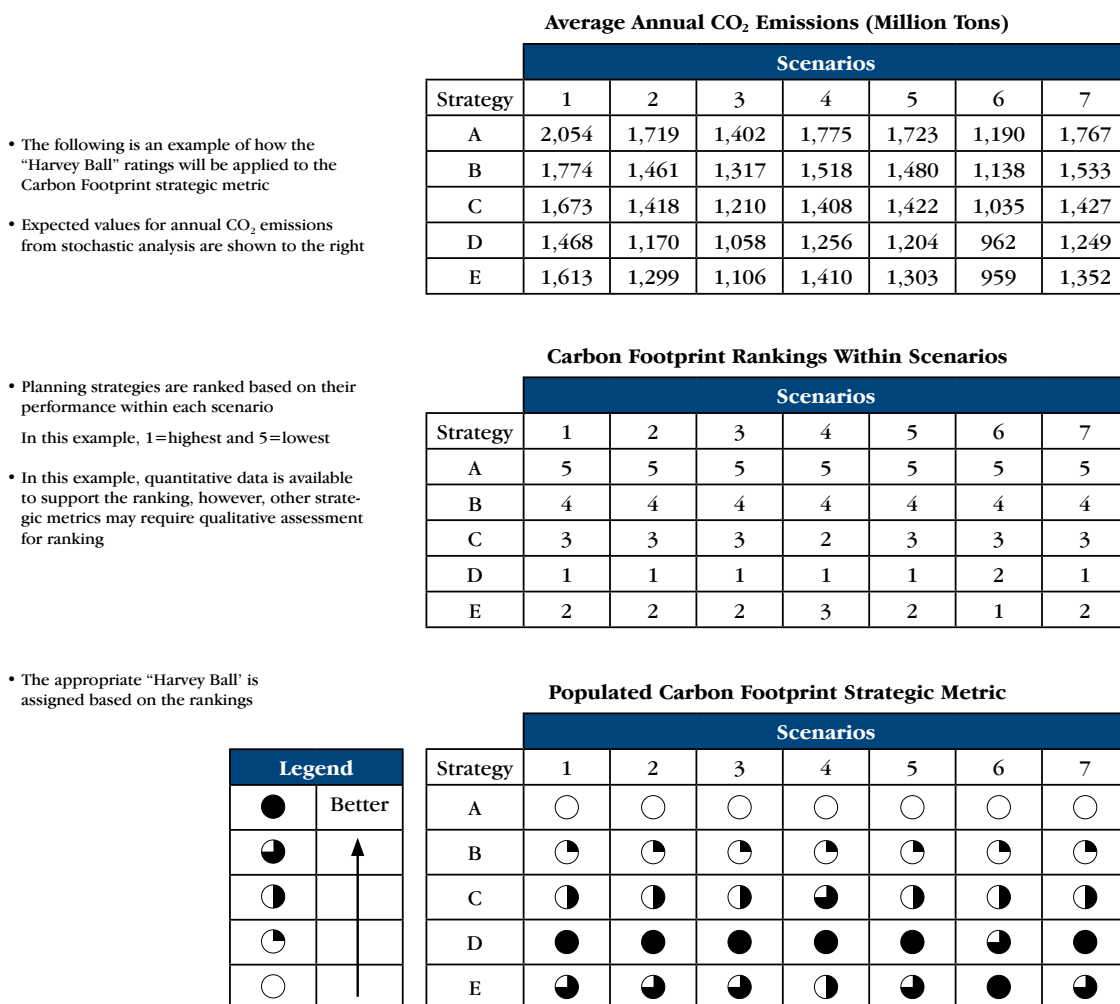 Average Annual CO₂ Emissions (Million Tons)
• The following is an example of how the
“Harvey Ball” ratings will be applied to the
Carbon Footprint strategic metric
• Expected values for annual CO₂ emissions
from stochastic analysis are shown to the right
Scenarios
Strategy 1 2 3 4 5 6 7
A 2,054 1,719 1,402 1,775 1,723 1,190 1,767
B 1,774 1,461 1,317 1,518 1,480 1,138 1,533
C 1,673 1,418 1,210 1,408 1,422 1,035 1,427
D 1,468 1,170 1,058 1,256 1,204 962 1,249
E 1,613 1,299 1,106 1,410 1,303 959 1,352
Carbon Footprint Rankings Within Scenarios
• Planning strategies are ranked based on their
performance within each scenario
In this example, 1=highest and 5=lowest
• In this example, quantitative data is available
to support the ranking, however, other strate-
gic metrics may require qualitative assessment
for ranking
Scenarios
Strategy 1 2 3 4 5 6 7
A 5 5 5 5 5 5 5
B 4 4 4 4 4 4 4
C 3 3 3 2 3 3 3
D 1 1 1 1 1 2 1
E 2 2 2 3 2 1 2
• The appropriate “Harvey Ball’ is
assigned based on the rankings
Populated Carbon Footprint Strategic Metric
Legend
Better
Scenarios
Strategy 1 2 3 4 5 6 7
A
B
C
D
E